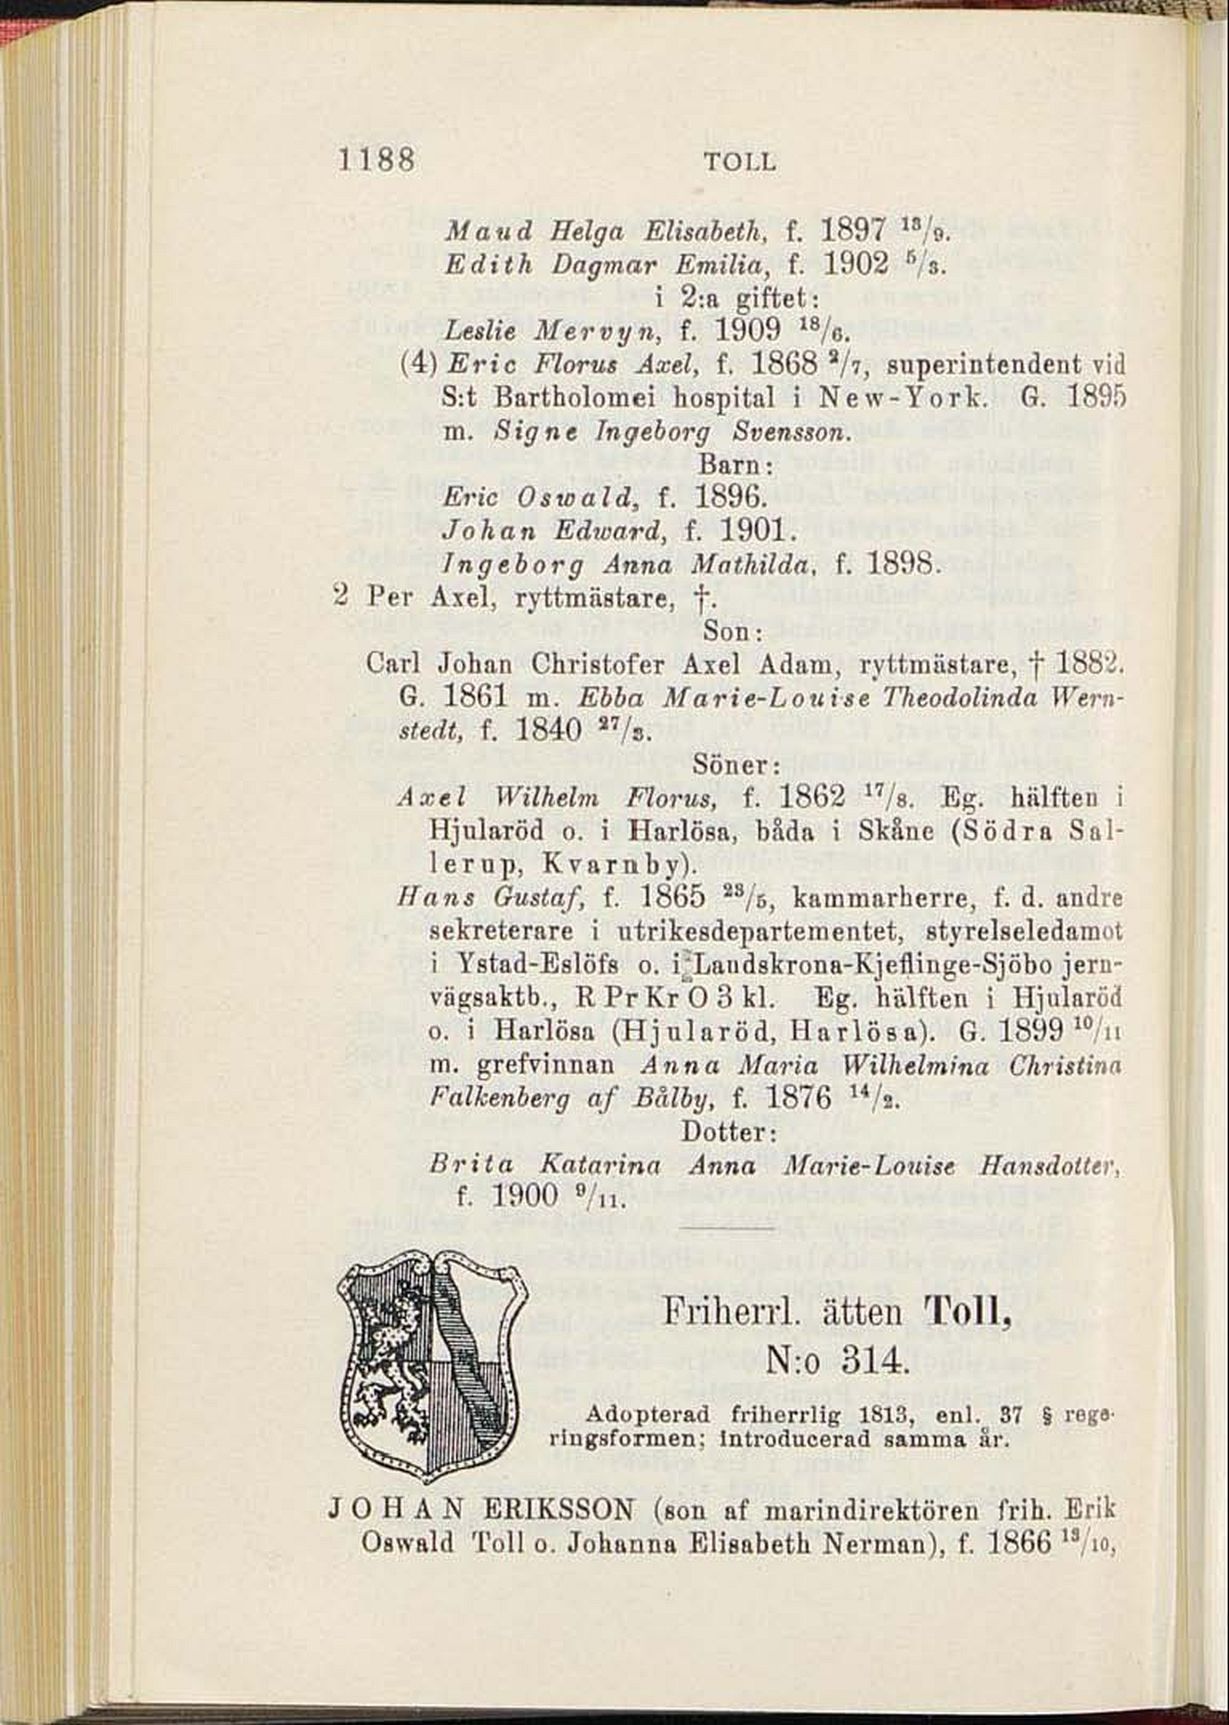 1188 TOLL
Maud Helga Elisabeth, f. 1897 13/9.
Edith Dagmar Emilia, f. 1902 5/3.
i 2:a giftet:
Leslie Mervyn, f. 1909 18/6.
(4) Eric Florus Axel, f. 1868 2/7, superintendent vid
S:t Bartholomei hospital i New-York. G. 1895
m. Signe Ingeborg Svensson.
Barn:
Eric Oswald, f. 1896.
Johan Edward, f. 1901.
Ingeborg Anna Mathilda, f. 1898.
2 Per Axel, ryttmästare, †.
Son:
Carl Johan Christofer Axel Adam, ryttmästare, † 1882.
G. 1861 m. Ebba Marie-Louise Theodolinda Wern-
stedt, f. 1840 27/3.
Söner:
Axel Wilhelm Florus, f. 1862 17/8. Eg. hälften i
Hjularöd o. i Harlösa, båda i Skåne (Södra Sal-
lerup, Kvarnby).
Hans Gustaf, f. 1865 23/5, kammarherre, f. d. andre
sekreterare i utrikesdepartementet, styrelseledamot
i Ystad-Eslöfs o. i Landskrona-Kjeflinge-Sjöbo jern-
vägsaktb., R Pr Kr O 3 kl. Eg. hälften i Hjularöd
o. i Harlösa (Hjularöd, Harlösa). G. 1899 10/11
m. grefvinnan Anna Maria Wilhelmina Christina
Falkenberg af Bålby, f. 1876 14/2.
Dotter:
Brita Katarina Anna Marie-Louise Hansdotter,
f. 1900 9/11.
Friherrl. ätten Toll,
N:o 314.
Adopterad friherrlig 1813, enl. 37 § rege-
ringsformen; introducerad samma år.
JOHAN ERIKSSON (son af marindirektören frih. Erik
Oswald Toll o. Johanna Elisabeth Nerman), f. 1866 13/10,